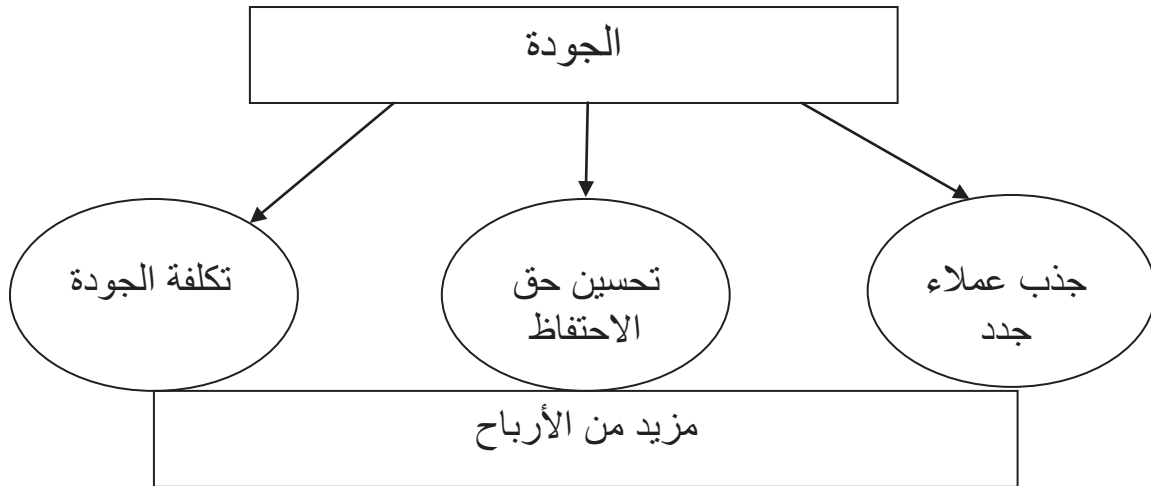 الجودة
جذب عملاء
جدد
تحسين حق
الاحتفاظ
تكلفة الجودة
مزيد من الأرباح